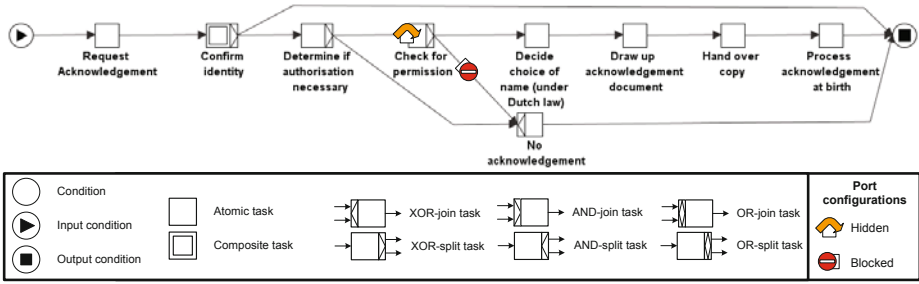 Request
Acknowledgement
Confirm
identity
Determine if
authorisation
necessary
Check for
permission
Decide
choice of
name (under
Dutch law)
Draw up
acknowledgement
document
Hand over
copy
Process
acknowledgement
at birth
No
acknowledgement
Condition
Input condition
Output condition
Atomic task
Composite task
XOR-join task
XOR-split task
AND-join task
AND-split task
OR-join task
OR-split task
Port
configurations
Hidden
Blocked